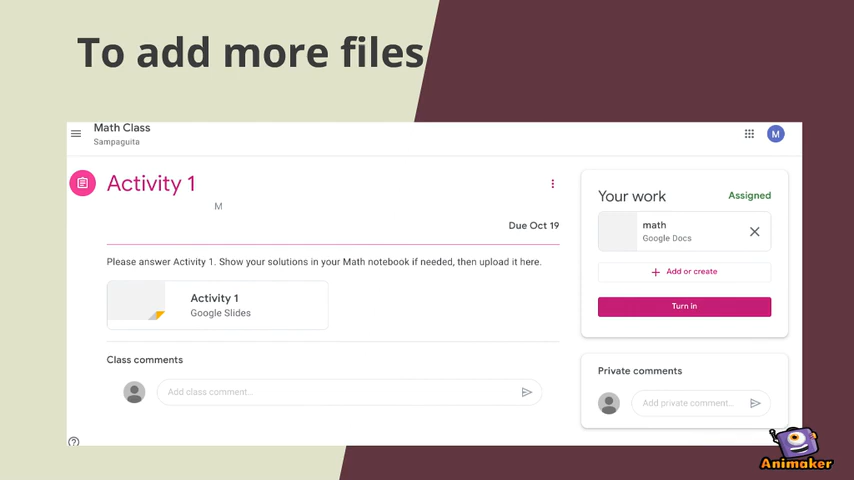 To add more files
Math Class
Sampaguita
M
Activity 1
M
Due Oct 19
Please answer Activity 1. Show your solutions in your Math notebook if needed, then upload it here.
Activity 1
Google Slides
Class comments
Add class comment...
Your work
Assigned
math
Google Docs
+ Add or create
Turn in
Private comments
Add private comment...
Animaker